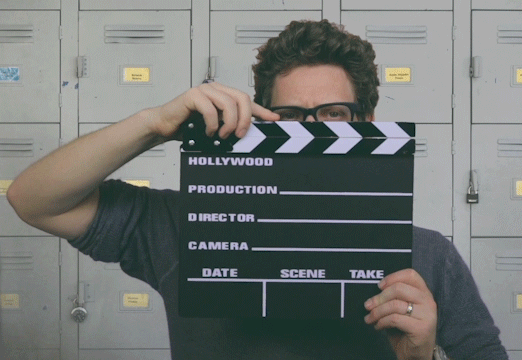 HOLLYWOOD
PRODUCTION
DIRECTOR
CAMERA
DATE SCENE TAKE